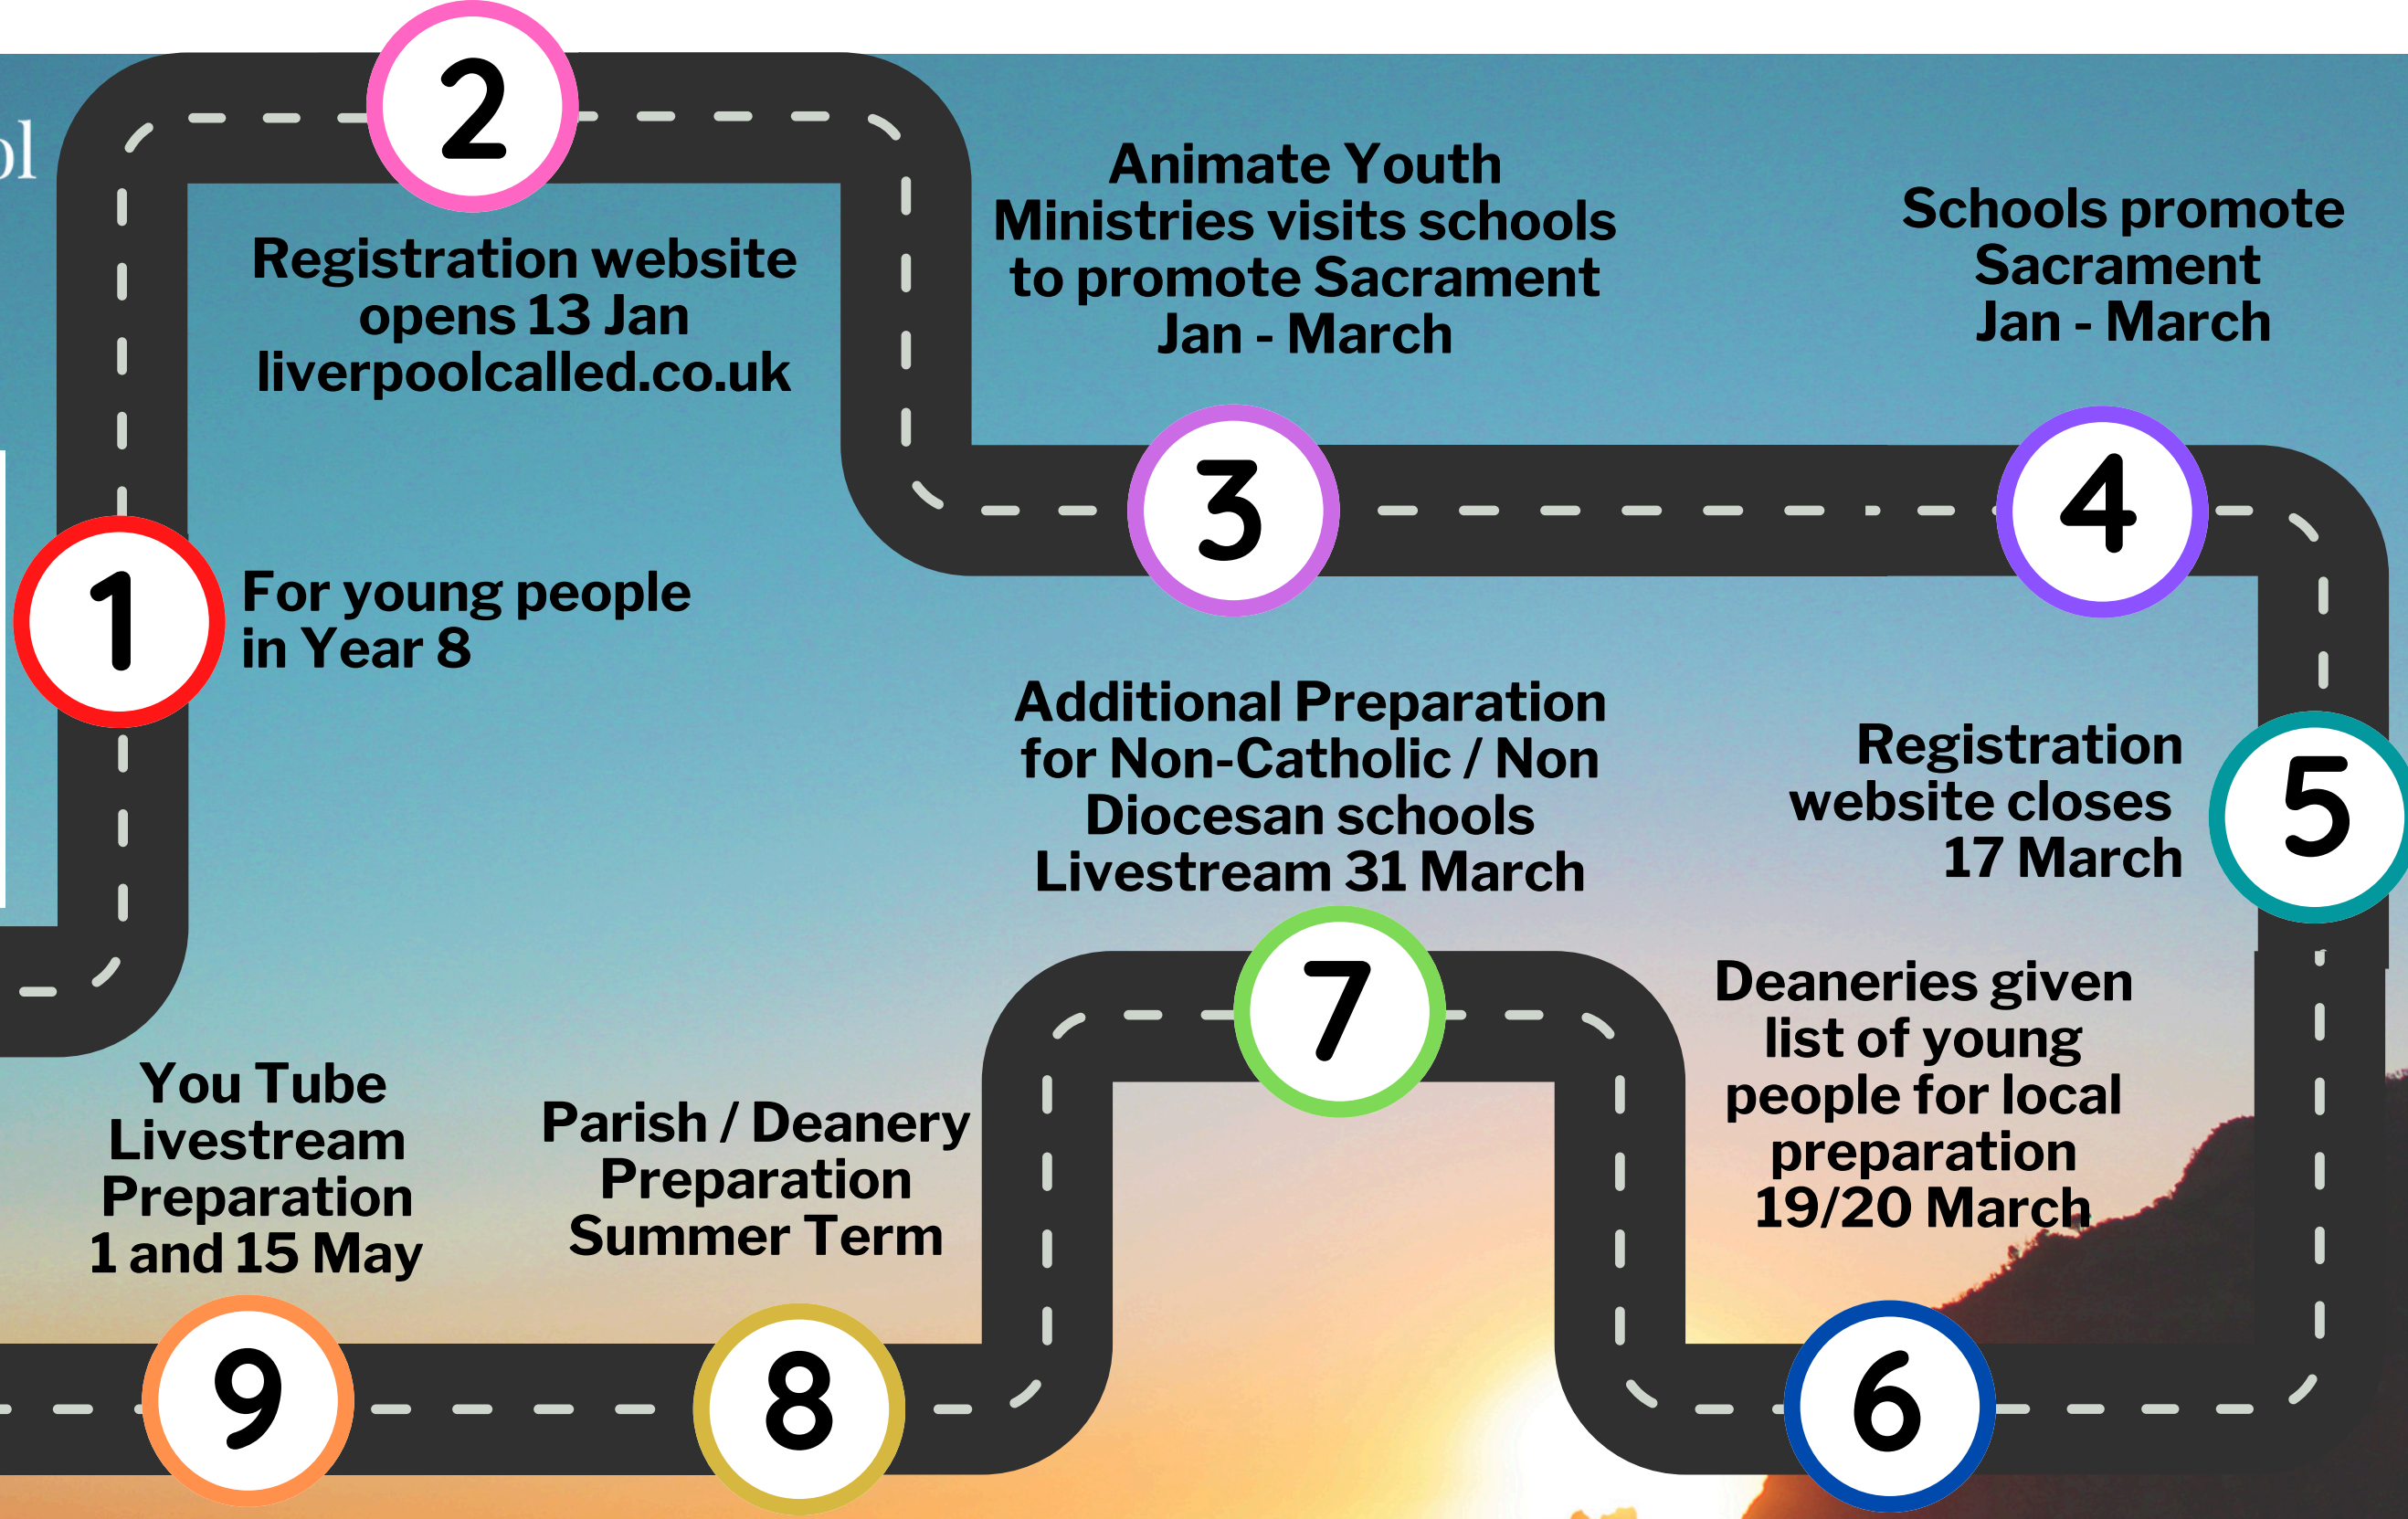 2
Registration website
opens 13 Jan
liverpoolcalled.co.uk
Animate Youth
Ministries visits schools
to promote Sacrament
Jan - March
Schools promote
Sacrament
Jan - March
3
4
1
For young people
in Year 8
Additional Preparation
for Non-Catholic / Non
Diocesan schools
Livestream 31 March
Registration
website closes
17 March
5
7
Deaneries given
list of young
people for local
preparation
19/20 March
You Tube
Livestream
Preparation
1 and 15 May
Parish / Deanery
Preparation
Summer Term
9
8
6